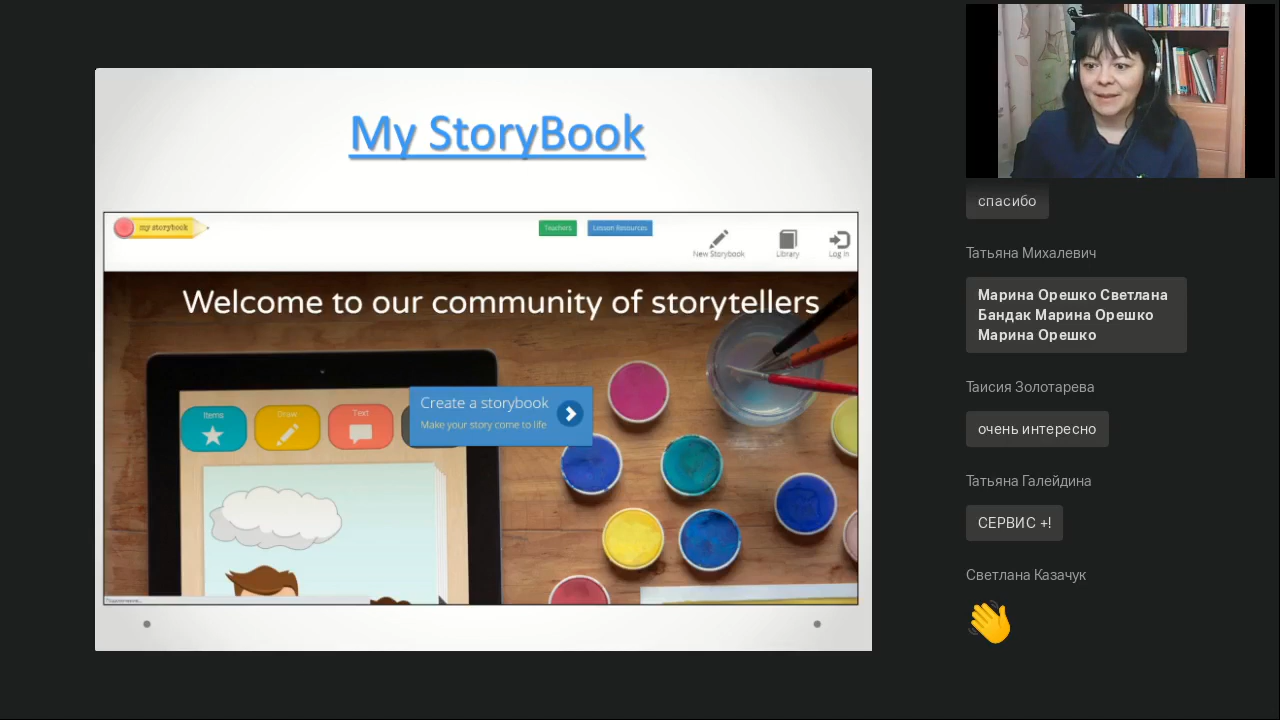 My StoryBook
my storybook
Teachers
Lesson Resources
New Storybook
Library
Log In
Welcome to our community of storytellers
Items
Draw
Text
Create a storybook
Make your story come to life
спасибо
Татьяна Михалевич
Марина Орешко Светлана
Бандак Марина Орешко
Марина Орешко
Таисия Золотарева
очень интересно
Татьяна Галейдина
СЕРВИС +!
Светлана Казачук